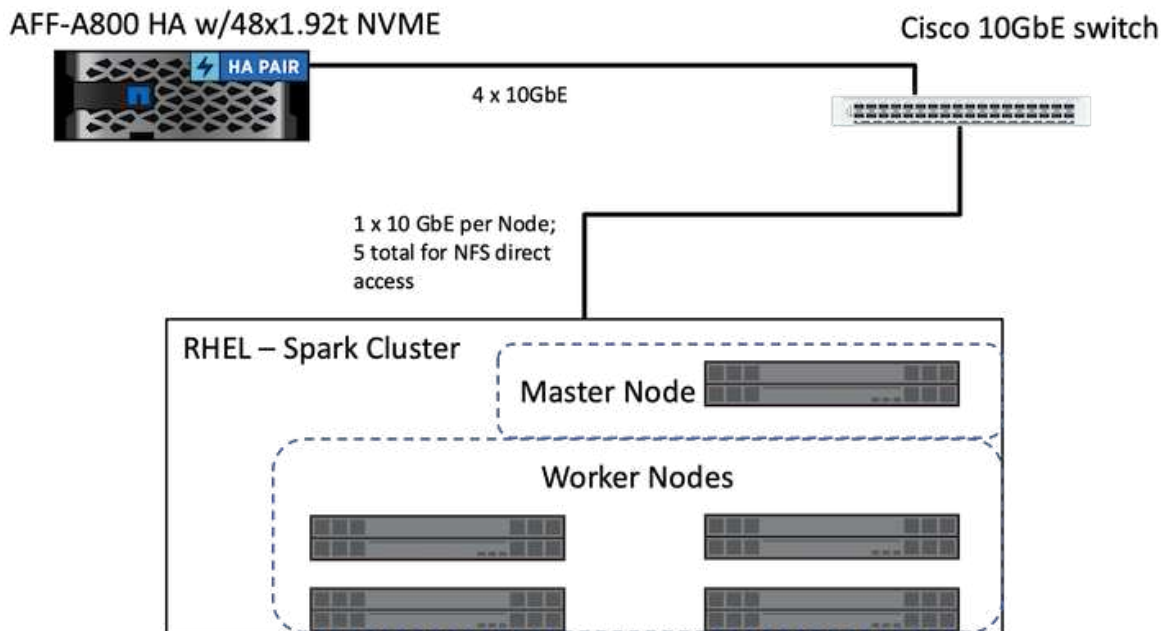 AFF-A800 HA w/48x1.92t NVME
Cisco 10GbE switch
HA PAIR
4 x 10GbE
1 x 10 GbE per Node;
5 total for NFS direct
access
RHEL – Spark Cluster
Master Node
Worker Nodes